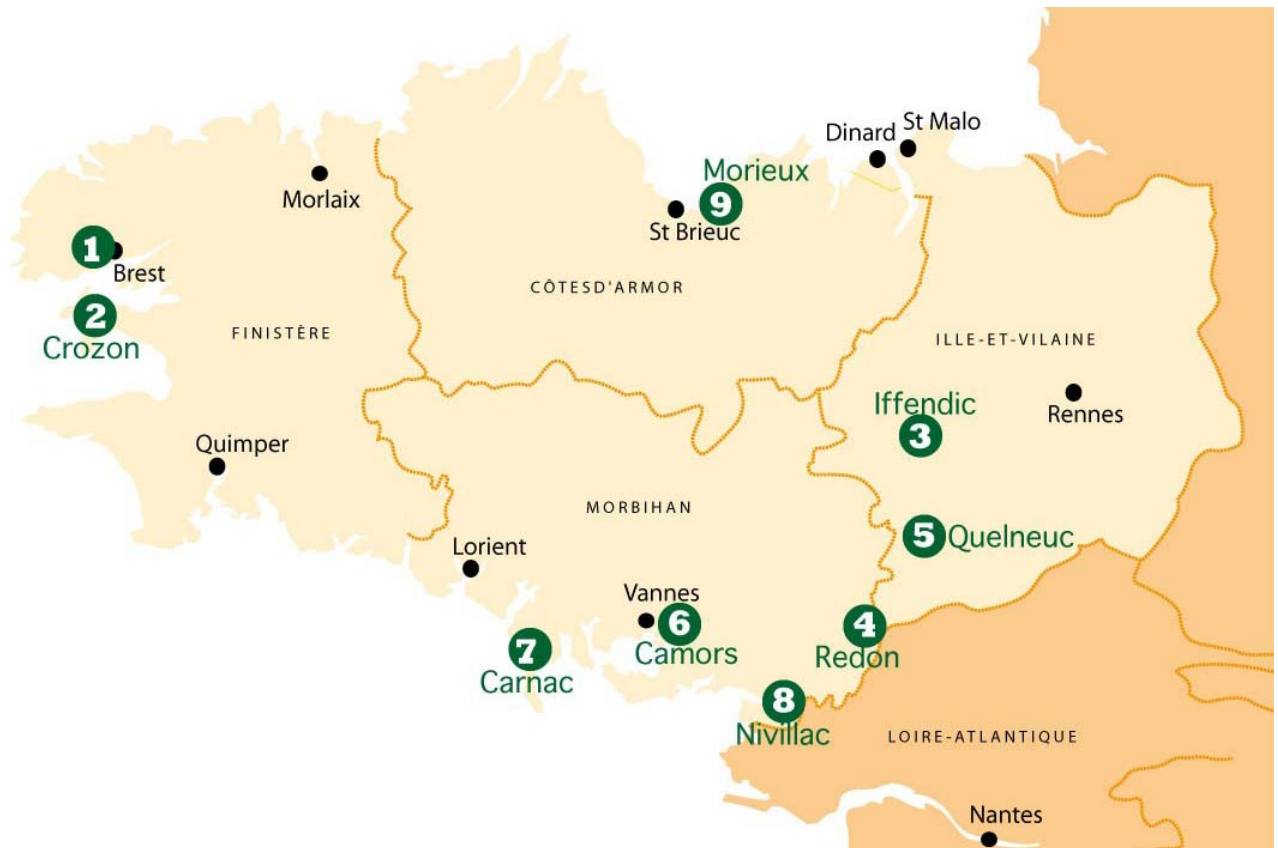 Dinard
St Malo
Morieux
9
St Brieuc
Morlaix
1
Brest
2
Crozon
FINISTÈRE
CÔTESD'ARMOR
ILLE-ET-VILAINE
Iffendic
3
Rennes
Quimper
MORBIHAN
5
Quelneuc
Lorient
Vannes
6
Camors
4
Redon
7
Carnac
8
Nivillac
LOIRE-ATLANTIQUE
Nantes